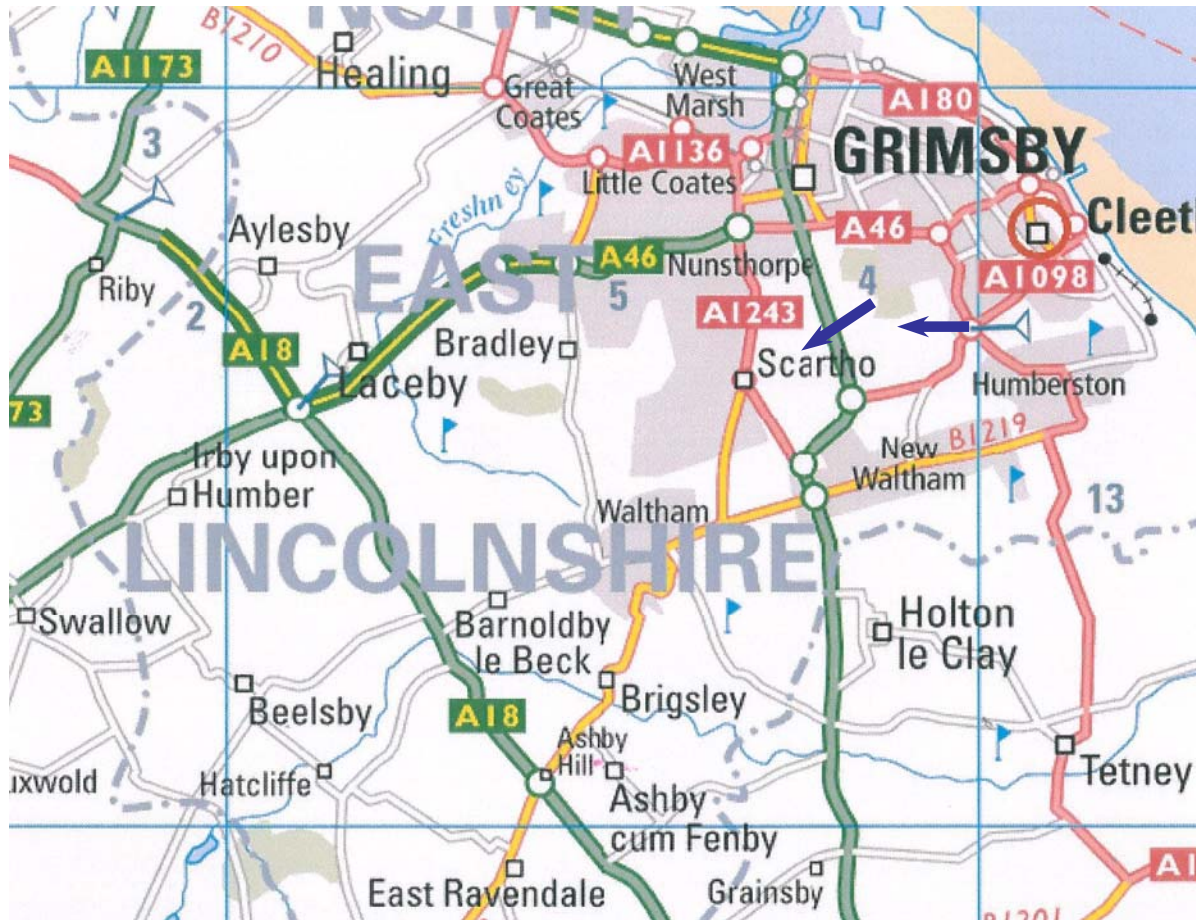 NORTH
B1210
A1173
Healing
Great
Coates
West
Marsh
A180
3
A1136
Little Coates
GRIMSBY
Freshney
Aylesby
EAST
A46
Nunsthorpe
A46
Cleet
A1098
Riby
2
5
4
A1243
A18
Bradley
Scartho
Laceby
Humberston
73
B1219
New
Waltham
Irby upon
Humber
Waltham
13
LINCOLNSHIRE
Swallow
Barnoldby
le Beck
Holton
le Clay
Beelsby
A18
Brigsley
Ashby
Hill
Tetney
uxwold
Hatcliffe
Ashby
cum Fenby
East Ravendale
Grainsby
A1
B1201